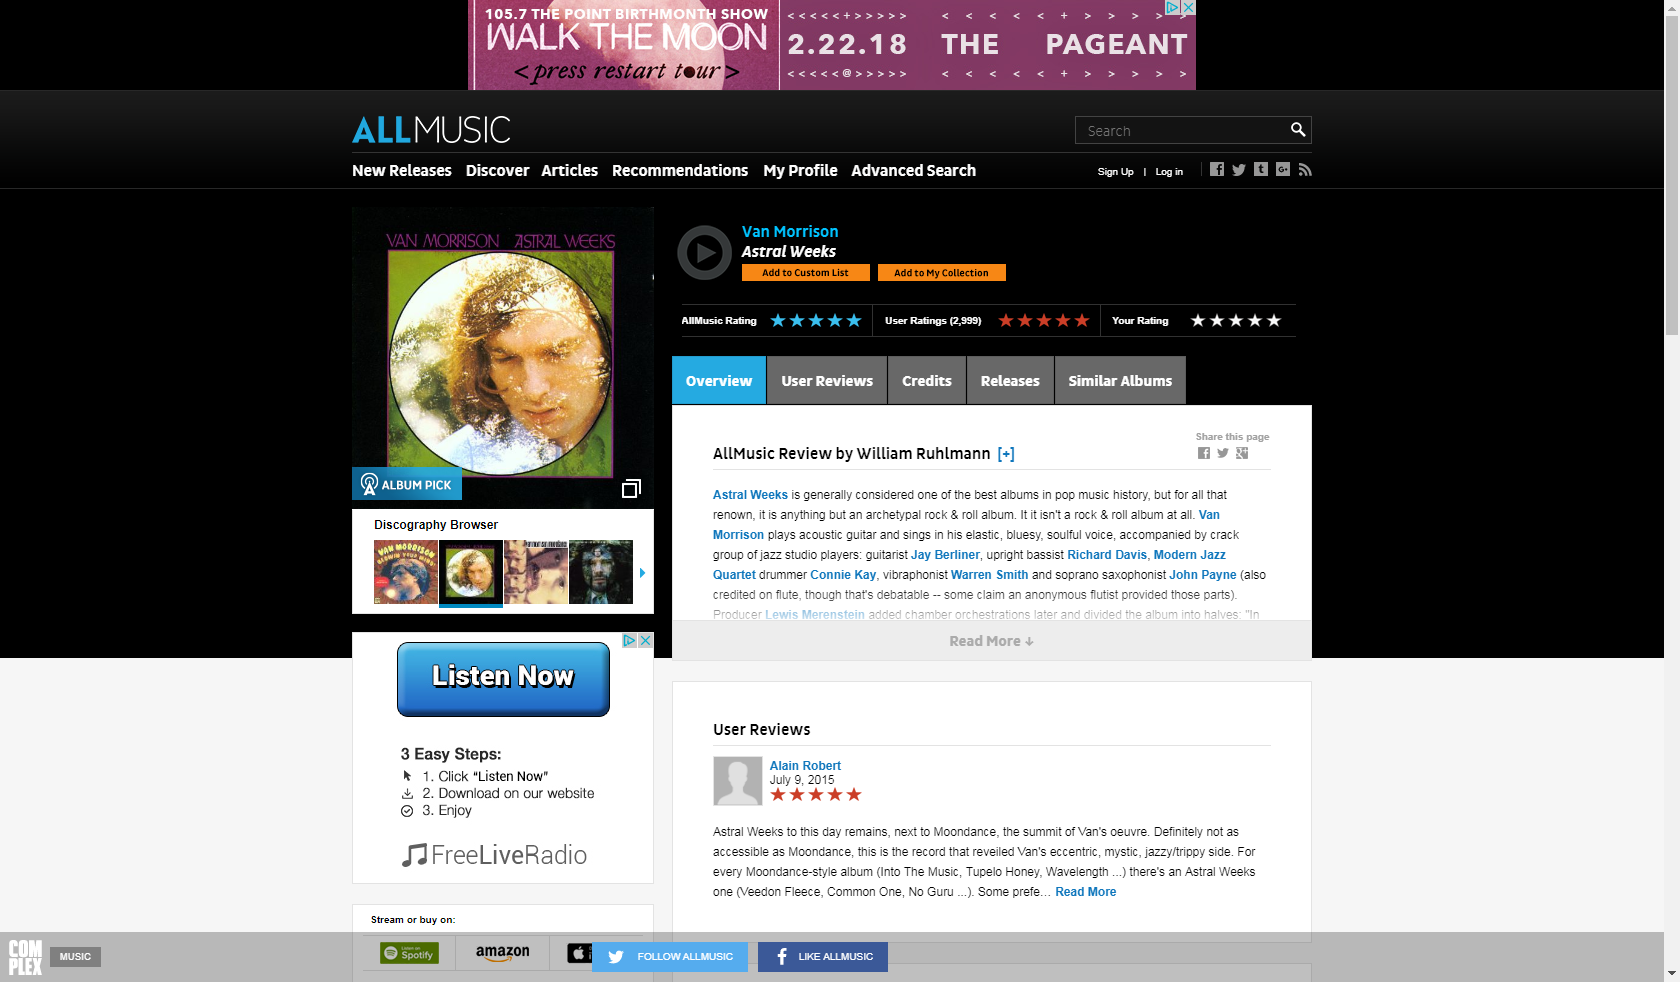 105.7 THE POINT BIRTHMONTH SHOW
WALK THE MOON
<press restart tour>
<<<<<+>>>>> < < < < < + > > > > >
2.22.18 THE PAGEANT
<<<<<@>>>>> < < < < < + > > > > >
ALLMUSIC
Search
New Releases Discover Articles Recommendations My Profile Advanced Search
Sign Up | Log in
VAN MORRISON ASTRAL WEEKS
ALBUM PICK
Van Morrison
Astral Weeks
Add to Custom List Add to My Collection
AllMusic Rating User Ratings (2,999) Your Rating
Overview User Reviews Credits Releases Similar Albums
Share this page
AllMusic Review by William Ruhlmann [+]
Astral Weeks is generally considered one of the best albums in pop music history, but for all that
renown, it is anything but an archetypal rock & roll album. It it isn't a rock & roll album at all. Van
Morrison plays acoustic guitar and sings in his elastic, bluesy, soulful voice, accompanied by crack
group of jazz studio players: guitarist Jay Berliner, upright bassist Richard Davis, Modern Jazz
Quartet drummer Connie Kay, vibraphonist Warren Smith and soprano saxophonist John Payne (also
credited on flute, though that's debatable -- some claim an anonymous flutist provided those parts).
Producer Lewis Merenstein added chamber orchestrations later and divided the album into halves: "In
Read More ↓
Discography Browser
VAN MORRISON
Listen Now
3 Easy Steps:
1. Click "Listen Now"
2. Download on our website
3. Enjoy
FreeLiveRadio
User Reviews
Alain Robert
July 9, 2015
Astral Weeks to this day remains, next to Moondance, the summit of Van's oeuvre. Definitely not as
accessible as Moondance, this is the record that reveiled Van's eccentric, mystic, jazzy/trippy side. For
every Moondance-style album (Into The Music, Tupelo Honey, Wavelength ...) there's an Astral Weeks
one (Veedon Fleece, Common One, No Guru ...). Some prefe... Read More
Stream or buy on:
Listen on
Spotify
amazon
COMPLEX
MUSIC
FOLLOW ALLMUSIC
LIKE ALLMUSIC